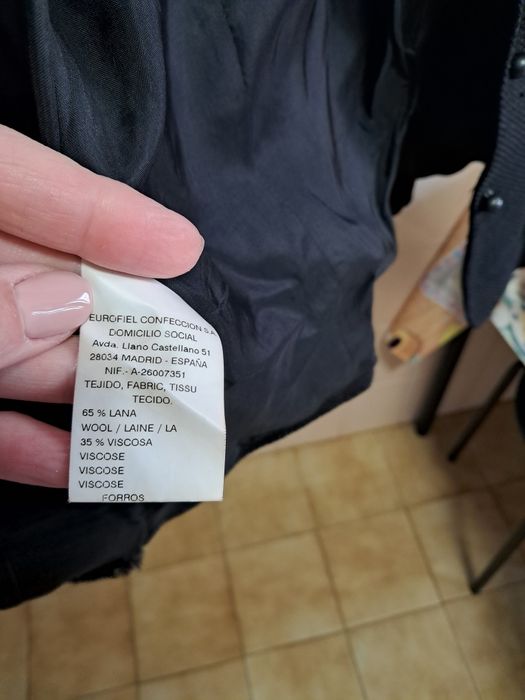 EUROFIEL CONFECCION S.A
DOMICILIO SOCIAL
Avda. Llano Castellano 51
28034 MADRID - ESPAÑA
NIF.- A-26007351
TEJIDO, FABRIC, TISSU
TECIDO.
65 % LANA
WOOL / LAINE / LA
35 % VISCOSA
VISCOSE
VISCOSE
VISCOSE
FORROS